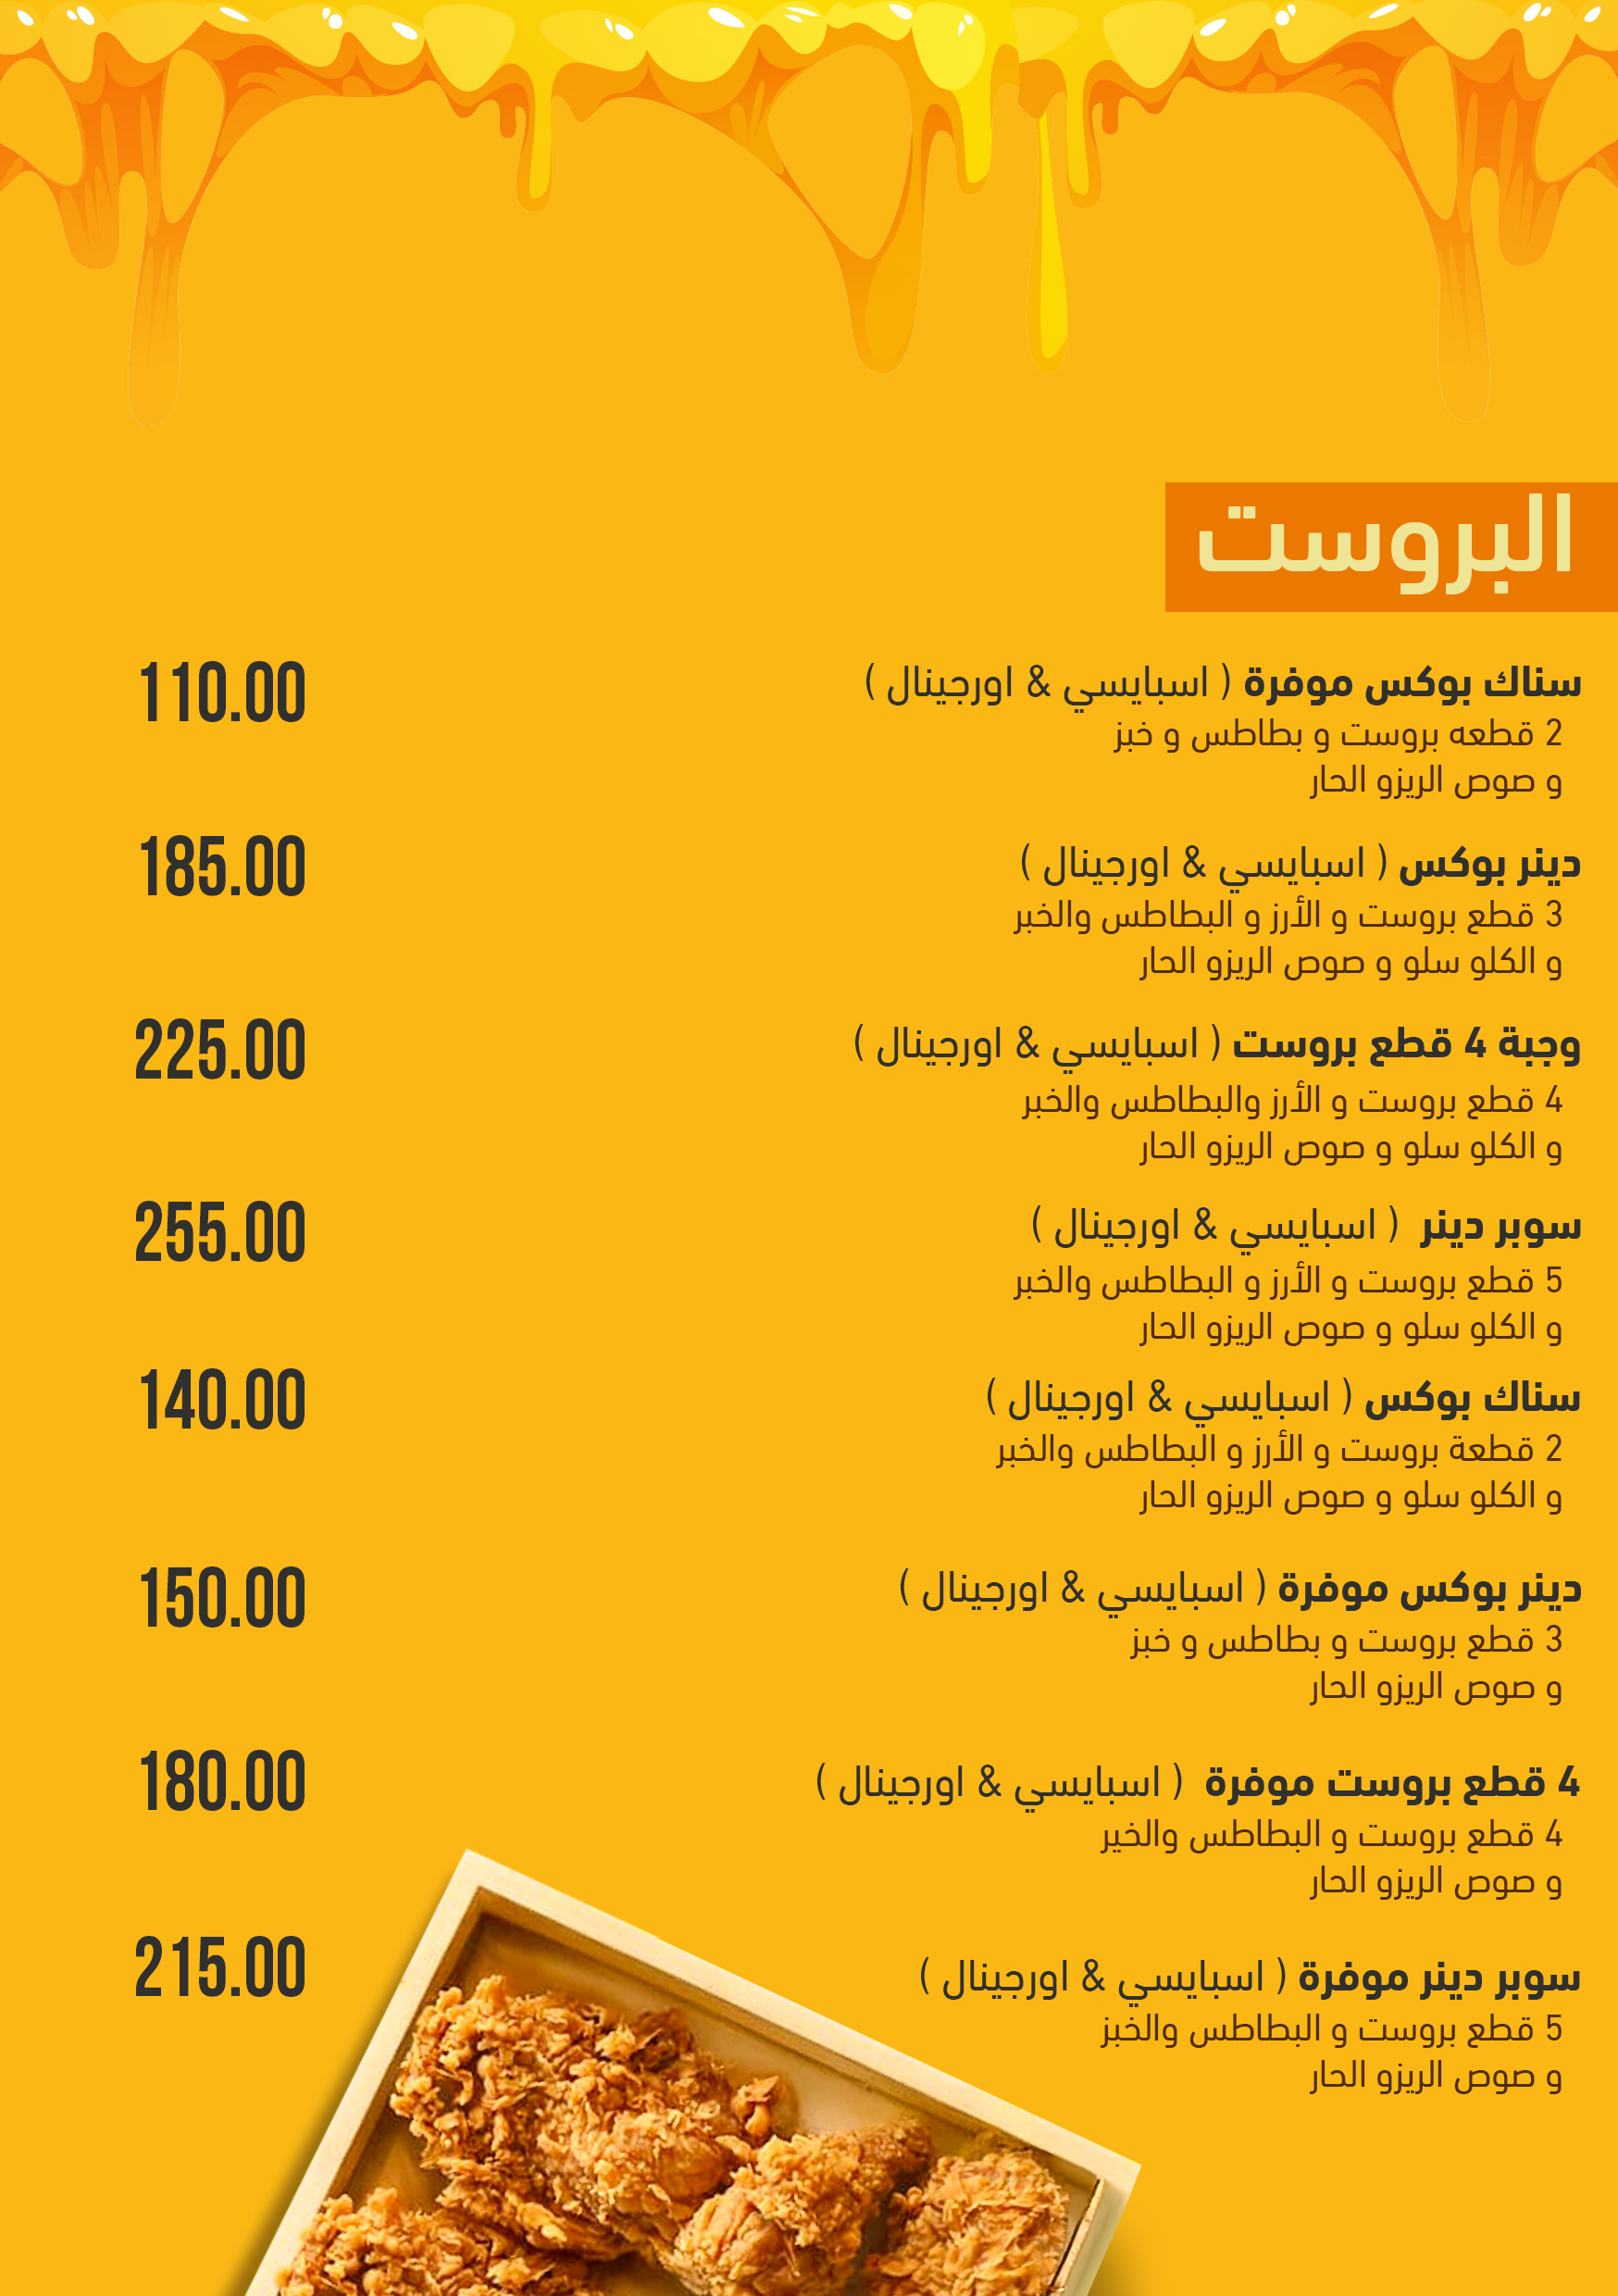 البروست
سناك بوكس موفرة ( اسبايسي & اورجينال ) 110.00
2 قطعه بروست و بطاطس و خبز
و صوص الريزو الحار
دينر بوكس ( اسبايسي & اورجينال ) 185.00
3 قطع بروست و الأرز و البطاطس والخبر
و الكلو سلو و صوص الريزو الحار
وجبة 4 قطع بروست ( اسبايسي & اورجينال ) 225.00
4 قطع بروست و الأرز والبطاطس والخبر
و الكلو سلو و صوص الريزو الحار
سوبر دينر ( اسبايسي & اورجينال ) 255.00
5 قطع بروست و الأرز و البطاطس والخبر
و الكلو سلو و صوص الريزو الحار
سناك بوكس ( اسبايسي & اورجينال ) 140.00
2 قطعة بروست و الأرز و البطاطس والخبر
و الكلو سلو و صوص الريزو الحار
دينر بوكس موفرة ( اسبايسي & اورجينال ) 150.00
3 قطع بروست و بطاطس و خبز
و صوص الريزو الحار
4 قطع بروست موفرة ( اسبايسي & اورجينال ) 180.00
4 قطع بروست و البطاطس والخير
و صوص الريزو الحار
سوبر دينر موفرة ( اسبايسي & اورجينال ) 215.00
5 قطع بروست و البطاطس والخبز
و صوص الريزو الحار